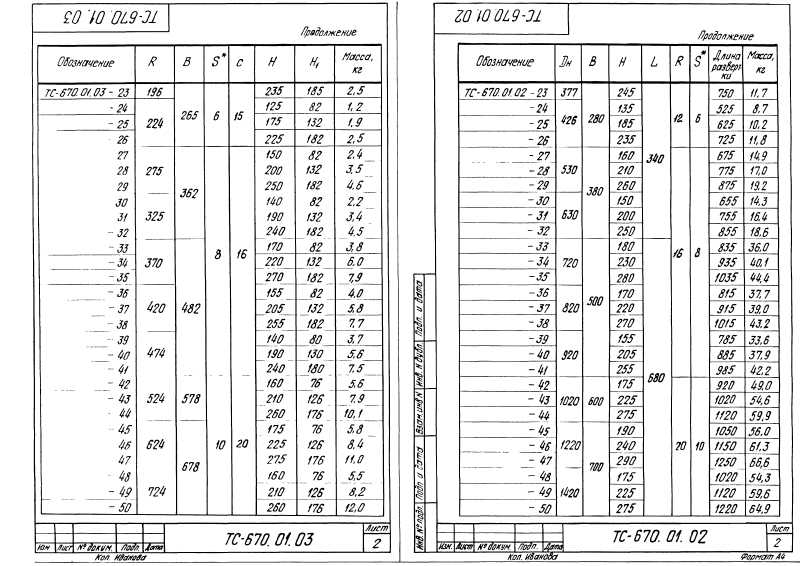 ТС-670.01.03
Продолжение
Обозначение R B S* c H H₁ Масса, кг
ТС-670.01.03 - 23 196 265 6 15 235 185 2,5
- 24 224 125 82 1,2
- 25 175 132 1,9
- 26 225 182 2,5
27 275 362 8 16 150 82 2,4
28 200 132 3,5
29 250 182 4,6
30 325 140 82 2,2
31 190 132 3,4
- 32 240 182 4,5
- 33 370 482 170 82 3,8
- 34 220 132 6,0
- 35 270 182 7,9
- 36 420 155 82 4,0
- 37 205 132 5,8
- 38 255 182 7,7
- 39 474 140 80 3,7
- 40 190 130 5,6
- 41 240 180 7,5
- 42 524 578 10 20 160 76 5,6
- 43 210 126 7,9
- 44 260 176 10,1
- 45 624 678 175 76 5,8
46 225 126 8,4
47 275 176 11,0
- 48 724 160 76 5,5
- 49 210 126 8,2
- 50 260 176 12,0
Изм Лист № докум. Подп. Дата
ТС-670.01.03
Лист
2
Коп. Иванова
ТС-670.01.02
Продолжение
Обозначение Dн B H L R S* Длина разверт-ки Масса, кг
ТС-670.01.02 - 23 377 280 245 340 12 6 750 11,7
- 24 426 135 525 8,7
- 25 185 625 10,2
- 26 235 725 11,8
- 27 530 380 160 16 8 675 14,9
- 28 210 775 17,0
- 29 260 875 19,2
- 30 630 150 655 14,3
- 31 200 755 16,4
- 32 250 855 18,6
- 33 720 500 180 680 835 36,0
- 34 230 935 40,1
- 35 280 1035 44,4
- 36 820 170 815 37,7
- 37 220 915 39,0
- 38 270 1015 43,2
- 39 920 155 785 33,6
- 40 205 885 37,9
- 41 255 985 42,2
- 42 1020 600 175 20 10 920 49,0
- 43 225 1020 54,6
- 44 275 1120 59,9
- 45 1220 700 190 1050 56,0
- 46 240 1150 61,3
- 47 290 1250 66,6
- 48 1420 175 1020 54,3
- 49 225 1120 59,6
- 50 275 1220 64,9
Инв. № подл. Подп. и дата Взам. инв. № Инв. № дубл. Подп. и дата
Изм. Лист № докум. Подп. Дата
ТС-670.01.02
Лист
2
Коп. Иванова
Формат А4